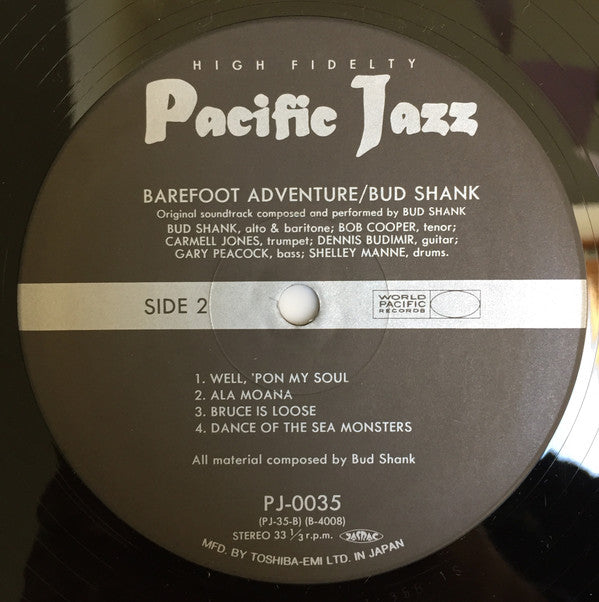 HIGH FIDELTY
Pacific Jazz
BAREFOOT ADVENTURE/BUD SHANK
Original soundtrack composed and performed by BUD SHANK
BUD SHANK, alto & baritone; BOB COOPER, tenor;
CARMELL JONES, trumpet; DENNIS BUDIMIR, guitar;
GARY PEACOCK, bass; SHELLEY MANNE, drums.
SIDE 2
WORLD
PACIFIC
RECORDS
1. WELL, 'PON MY SOUL
2. ALA MOANA
3. BRUCE IS LOOSE
4. DANCE OF THE SEA MONSTERS
All material composed by Bud Shank
PJ-0035
(PJ-35-B) (B-4008)
STEREO 33 1/3 r.p.m. JASRAC
MFD. BY TOSHIBA-EMI LTD. IN JAPAN